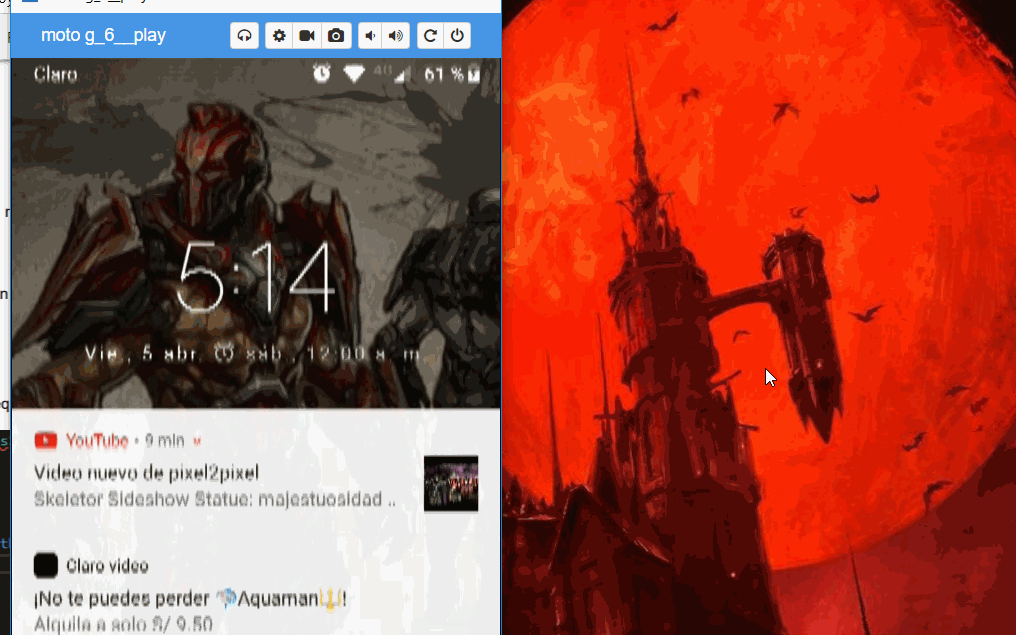 moto g_6__play
Claro
4G
61 %
5:14
Vie., 5 abr. sáb., 12:00 a. m.
YouTube • 9 min
Video nuevo de pixel2pixel
Skeletor Sideshow Statue: majestuosidad ..
Claro video
¡No te puedes perder Aquaman !
Alquila a solo S/ 9.50